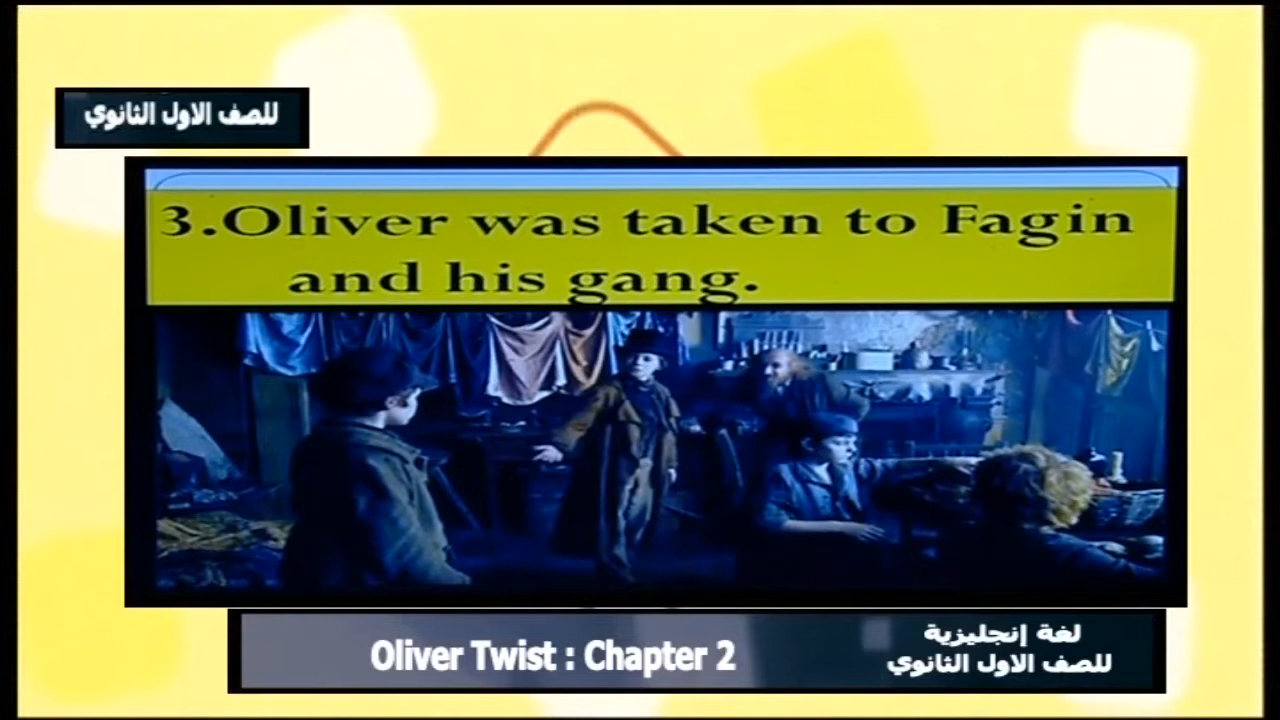 للصف الاول الثانوي
3.Oliver was taken to Fagin
and his gang.
Oliver Twist : Chapter 2
لغة إنجليزية
للصف الاول الثانوي